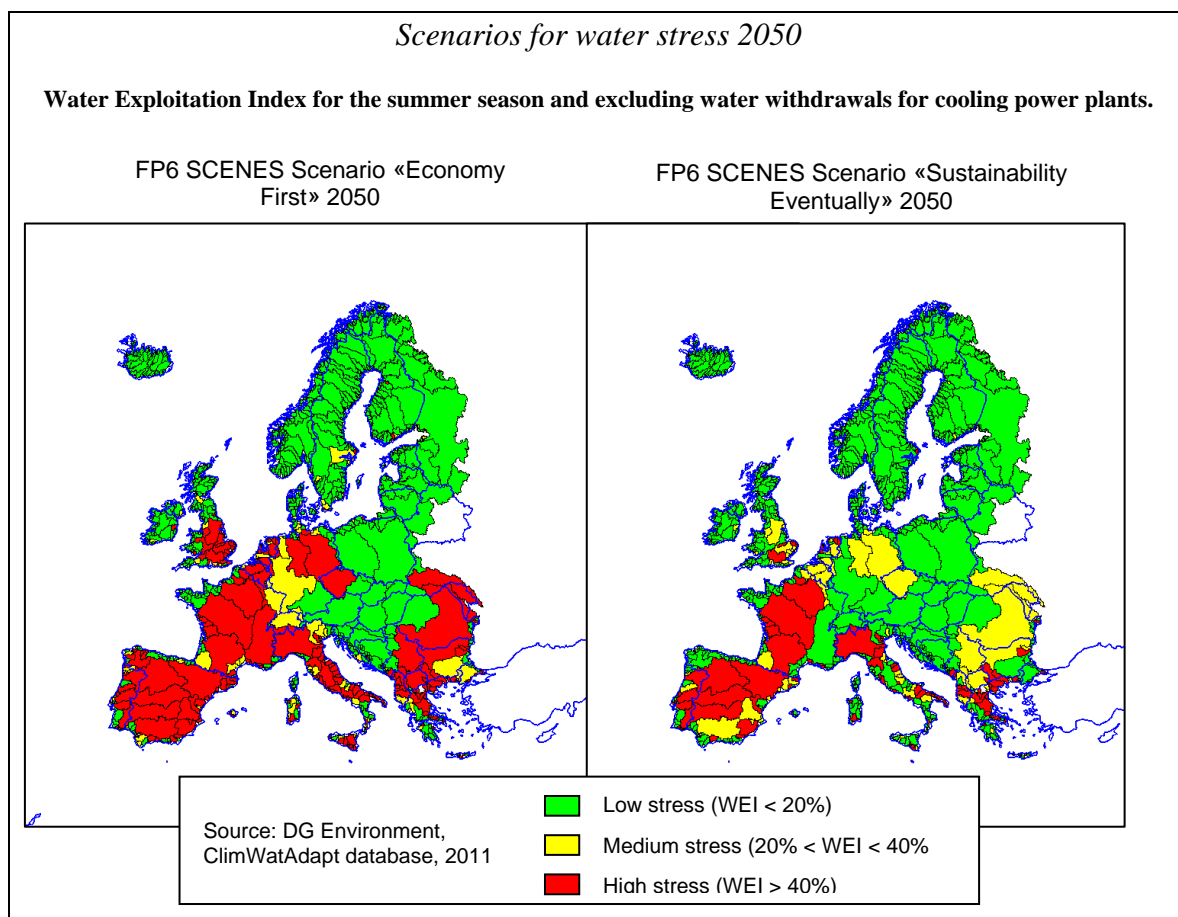 Scenarios for water stress 2050
Water Exploitation Index for the summer season and excluding water withdrawals for cooling power plants.
FP6 SCENES Scenario «Economy
First» 2050
FP6 SCENES Scenario «Sustainability
Eventually» 2050
Source: DG Environment,
ClimWatAdapt database, 2011
Low stress (WEI < 20%)
Medium stress (20% < WEI < 40%
High stress (WEI > 40%)